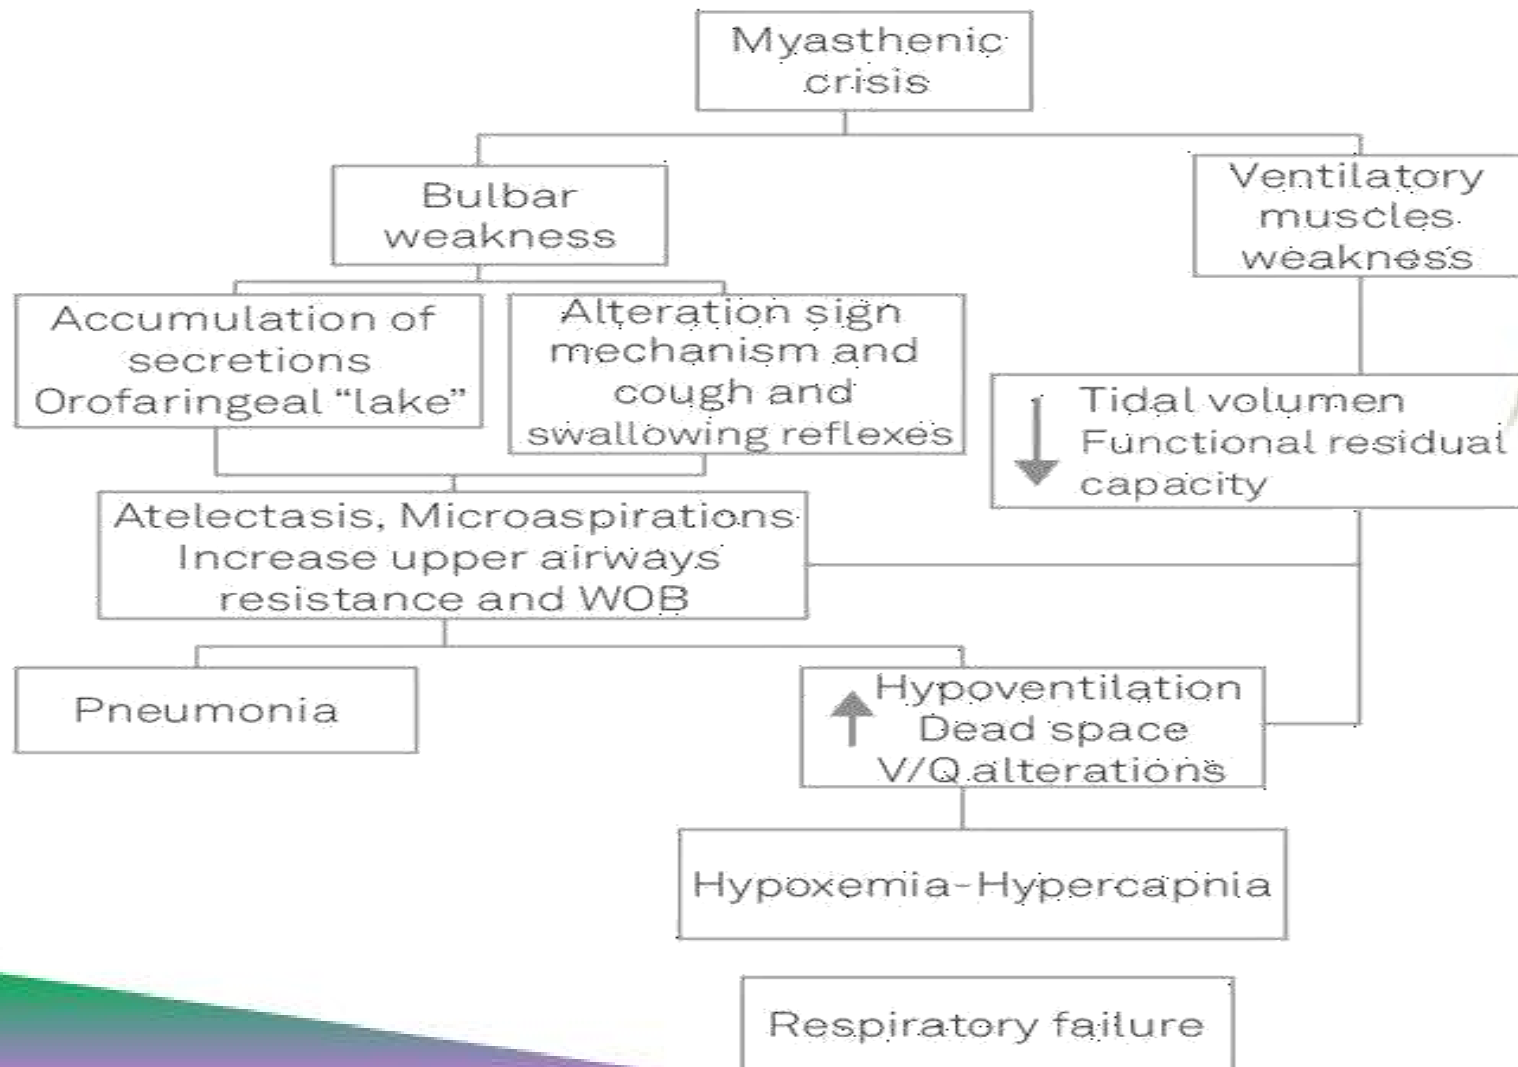 Myasthenic
crisis
Bulbar
weakness
Ventilatory
muscles
weakness
Accumulation of
secretions
Orofaringeal “lake”
Alteration sign
mechanism and
cough and
swallowing reflexes
Tidal volumen
Functional residual
capacity
Atelectasis, Microaspirations
Increase upper airways
resistance and WOB
Pneumonia
Hypoventilation
Dead space
V/Q alterations
Hypoxemia-Hypercapnia
Respiratory failure